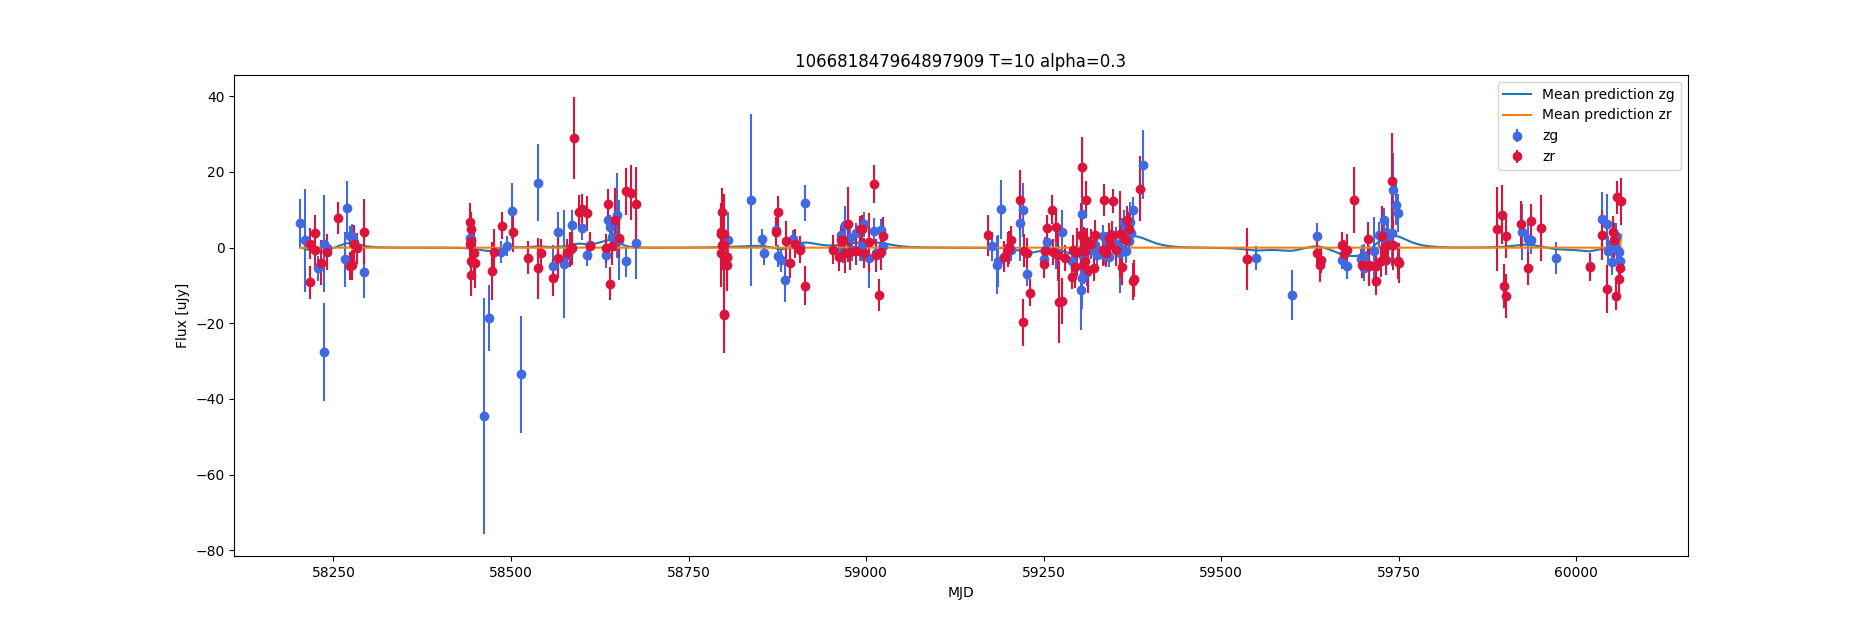 106681847964897909 T=10 alpha=0.3
Mean prediction zg
Mean prediction zr
zg
zr
Flux [uJy]
40
20
0
−20
−40
−60
−80
58250 58500 58750 59000 59250 59500 59750 60000
MJD